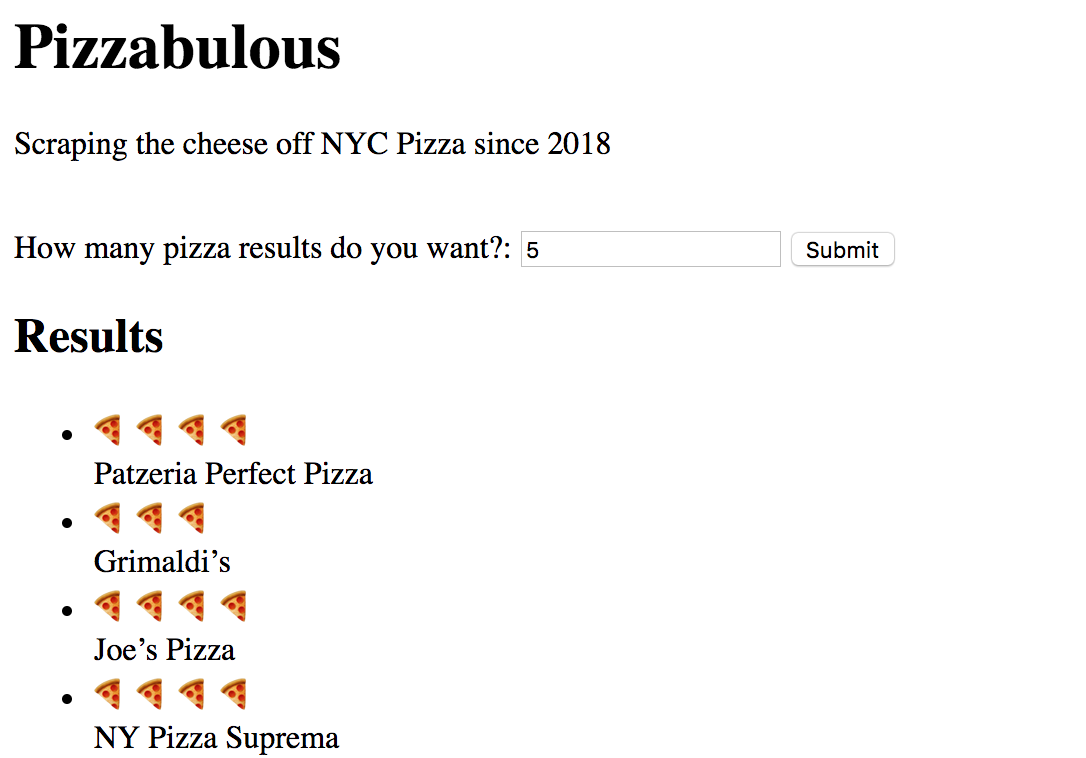 Pizzabulous
Scraping the cheese off NYC Pizza since 2018
How many pizza results do you want?: 5 Submit
Results
🍕 🍕 🍕 🍕
Patzeria Perfect Pizza
🍕 🍕 🍕
Grimaldi’s
🍕 🍕 🍕 🍕
Joe’s Pizza
🍕 🍕 🍕 🍕
NY Pizza Suprema